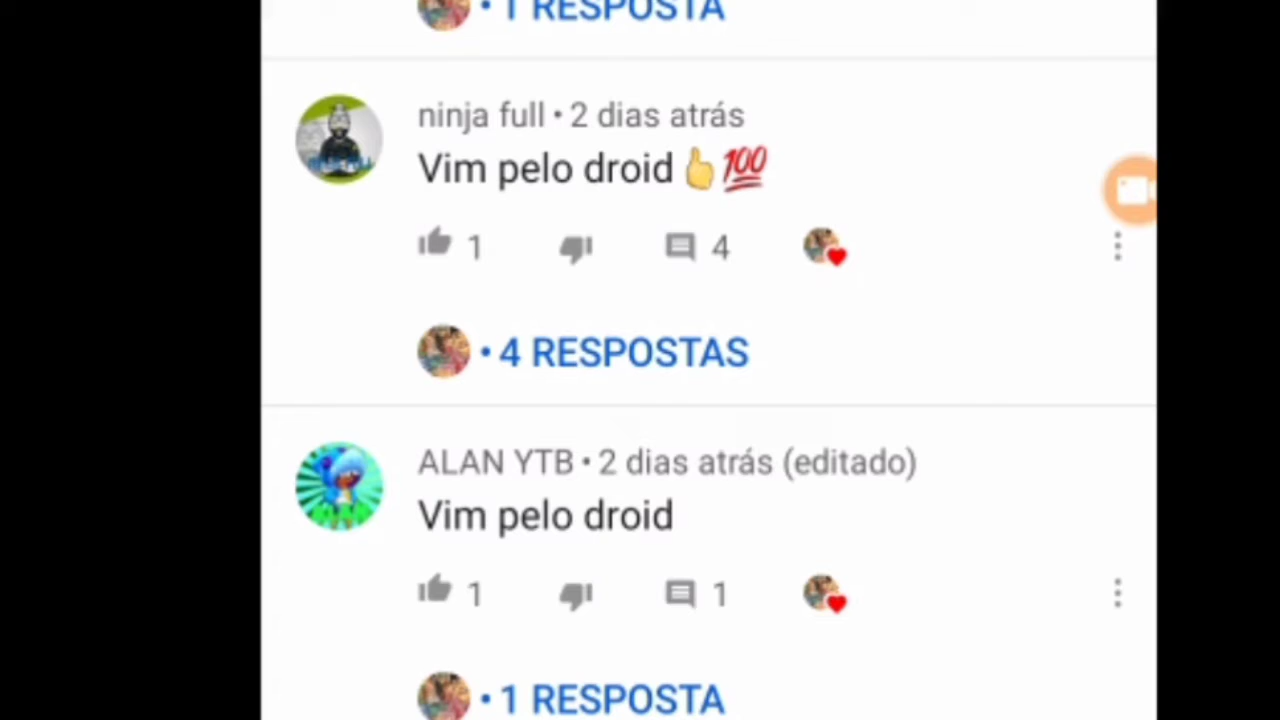 • 1 RESPOSTA
ninja full • 2 dias atrás
Vim pelo droid👆💯
1 4
• 4 RESPOSTAS
ALAN YTB • 2 dias atrás (editado)
Vim pelo droid
1 1
• 1 RESPOSTA